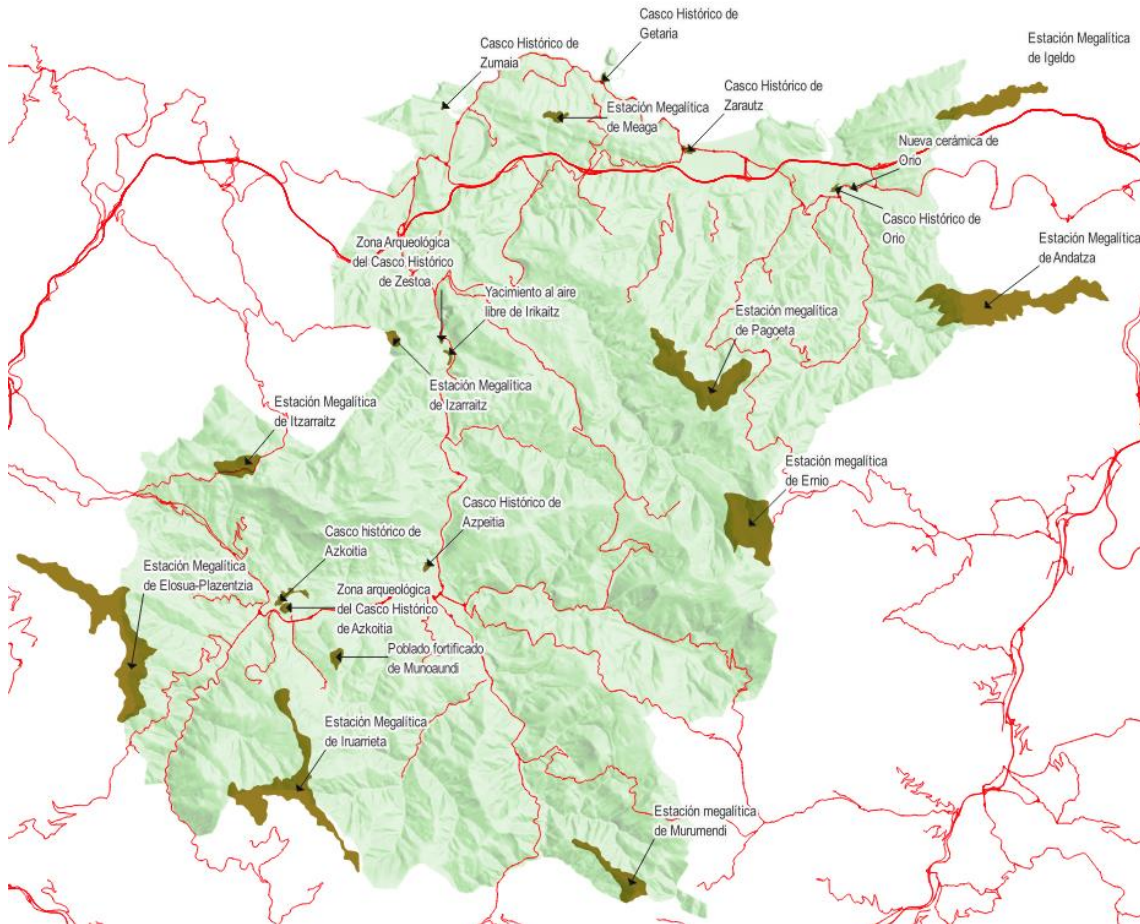 Casco Histórico de
Getaria
Casco Histórico de
Zumaia
Estación Megalítica
de Igeldo
Casco Histórico de
Zarautz
Estación Megalítica
de Meaga
Nueva cerámica de
Orio
Casco Histórico de
Orio
Zona Arqueológica
del Casco Histórico
de Zestoa
Estación Megalítica
de Andatza
Yacimiento al aire
libre de Irikaitz
Estación megalítica
de Pagoeta
Estación Megalítica
de Izarraitz
Estación Megalítica
de Itzarraitz
Estación megalítica
de Ernio
Casco Histórico de
Azpeitia
Casco histórico de
Azkoitia
Estación Megalítica
de Elosua-Plazentzia
Zona arqueológica
del Casco Histórico
de Azkoitia
Poblado fortificado
de Munoaundi
Estación Megalítica
de Iruarrieta
Estación megalítica
de Murumendi